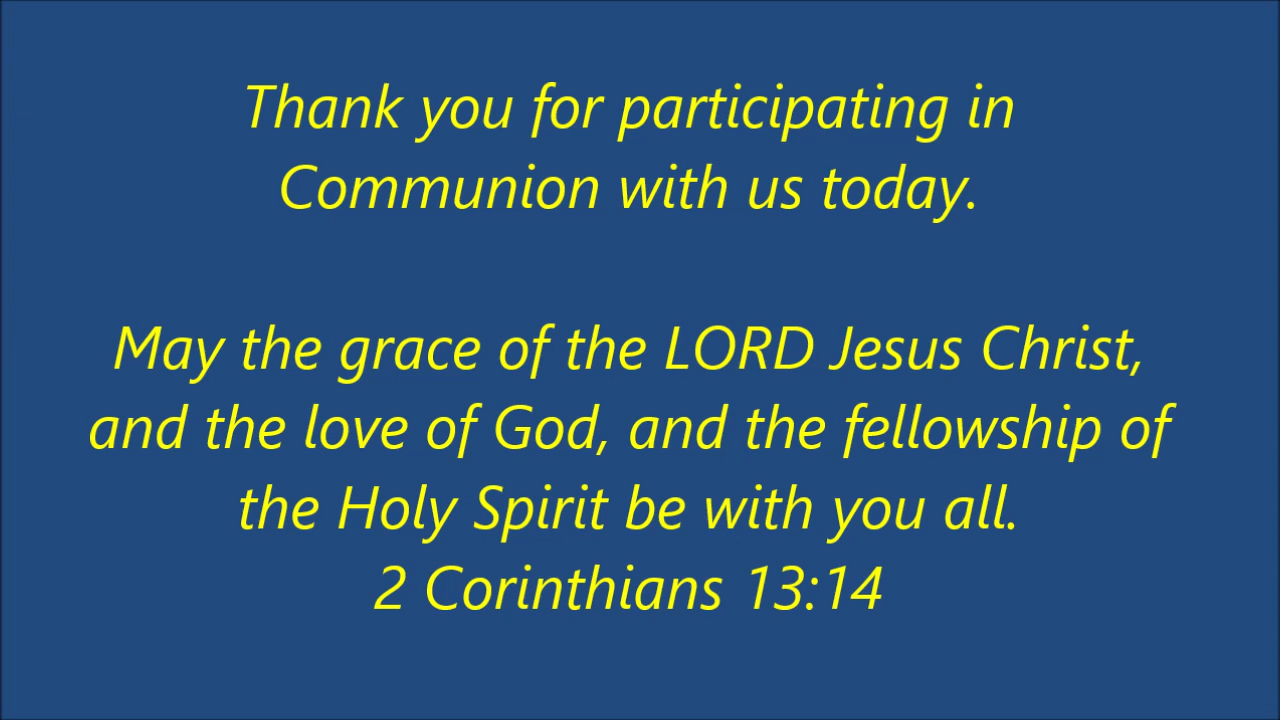 Thank you for participating in
Communion with us today.
May the grace of the LORD Jesus Christ,
and the love of God, and the fellowship of
the Holy Spirit be with you all.
2 Corinthians 13:14